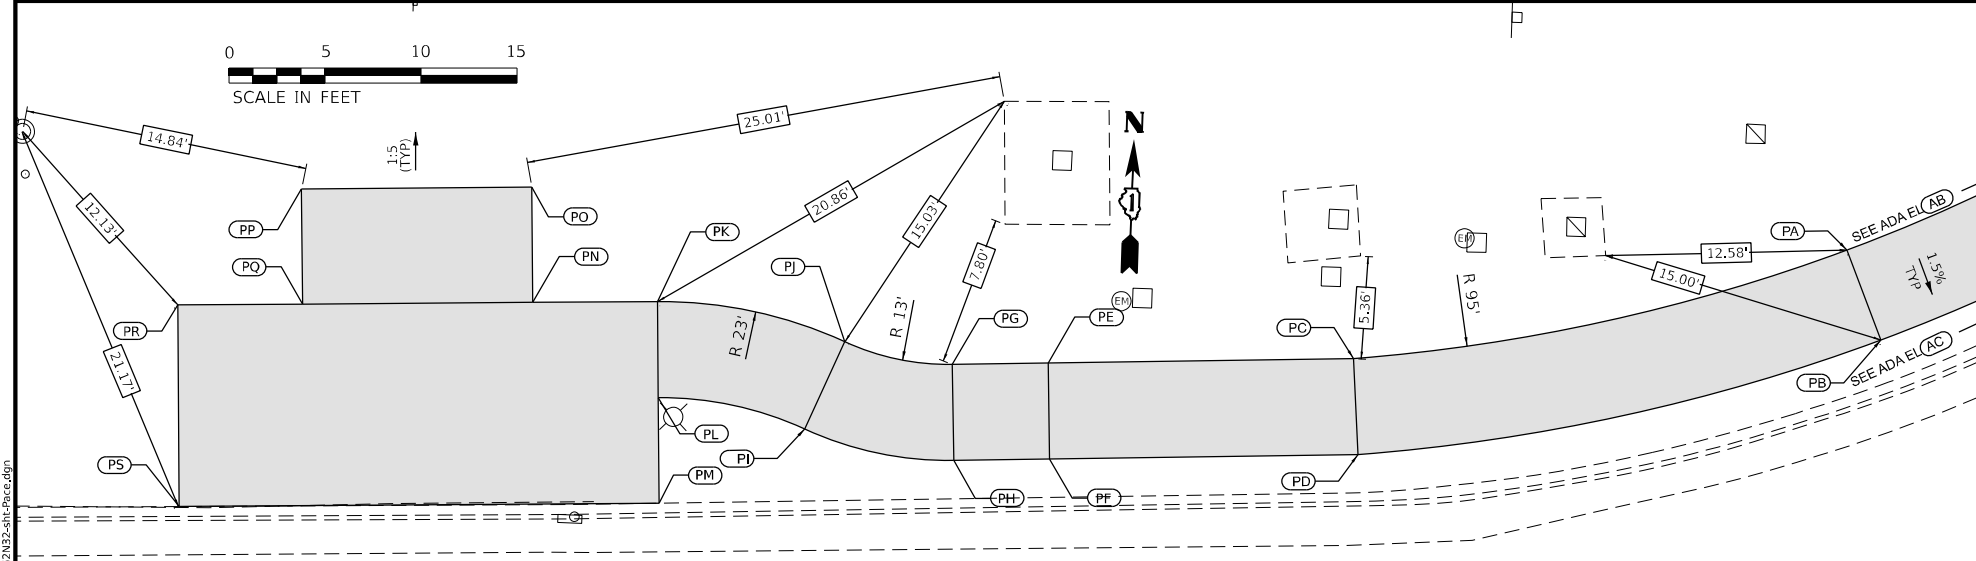 0 5 10 15
SCALE IN FEET
14.84'
1:5
(TYP)
25.01'
N
1
12.13'
20.86'
15.03'
PP
PO
PK
AB
SEE ADA EL
PA
PQ
PN
PJ
7.80'
EM
EM
12.58'
15.00'
1.5%
TYP
R 95'
5.36'
R 13'
R 23'
PR
PG
PE
PC
21.17'
AC
SEE ADA EL
PB
PL
PI
PM
PS
PD
PH
PF
2N32-sht-Pace.dgn